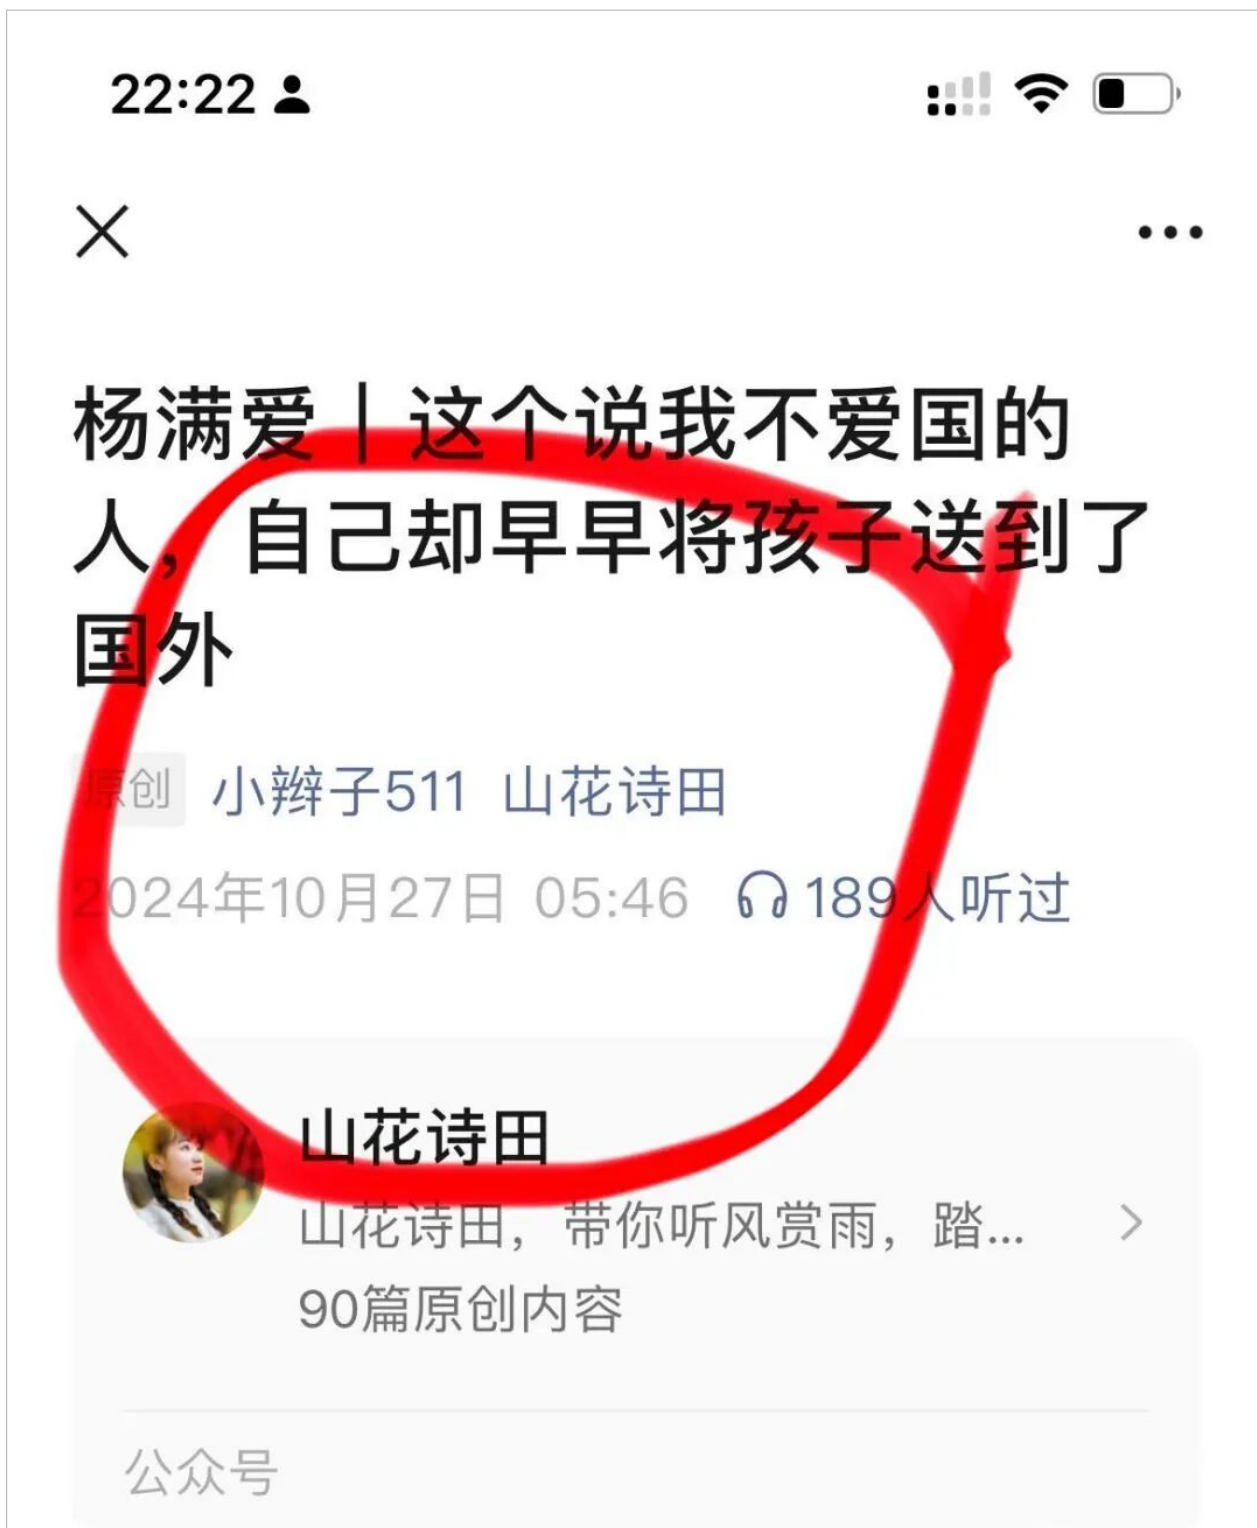 22:22
杨满爱｜这个说我不爱国的
人，自己却早早将孩子送到了
国外
原创 小辫子511 山花诗田
2024年10月27日 05:46 189人听过
山花诗田
山花诗田，带你听风赏雨，踏...
90篇原创内容
公众号